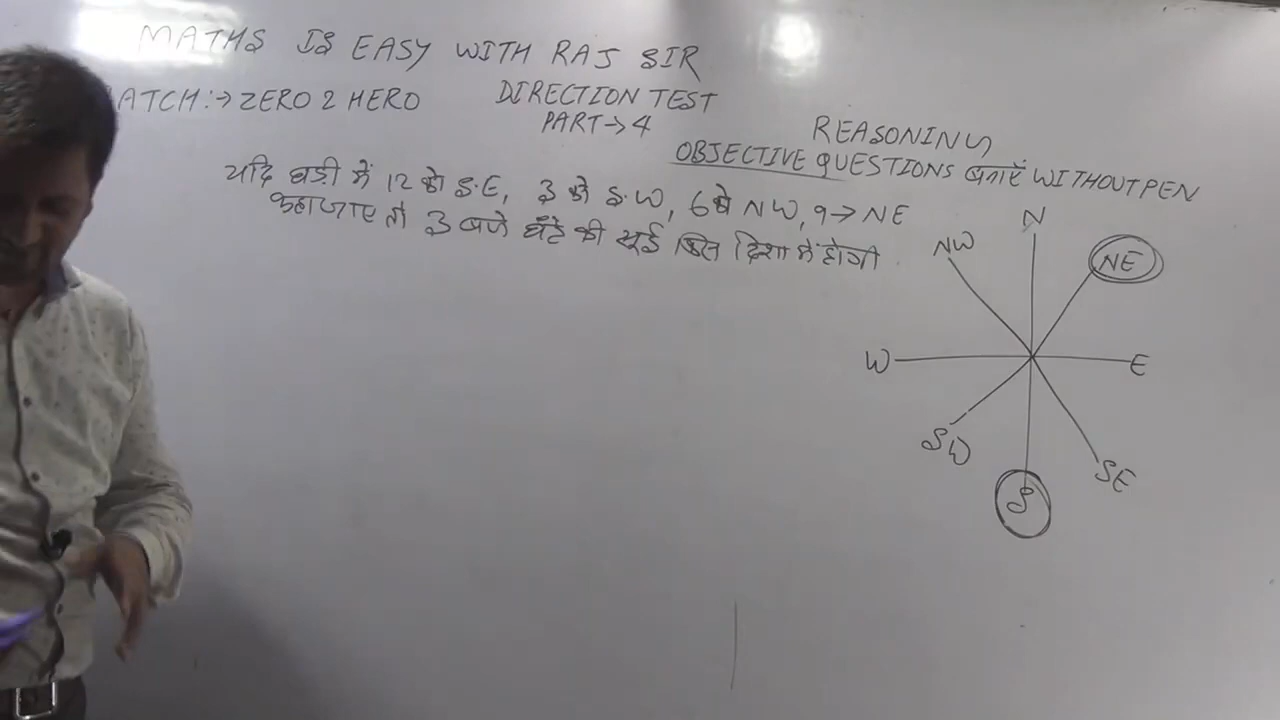 MATHS IS EASY WITH RAJ SIR
BATCH:→ ZERO 2 HERO
DIRECTION TEST
PART→4
REASONING
OBJECTIVE QUESTIONS बनाएं WITHOUT PEN
यदि घड़ी में 12 को S.E, 3 को S.W, 6 को NW, 9→NE
कहा जाए तो 3 बजे घंटे की सूई किस दिशा में होगी
N
NW
NE
W
E
SW
SE
S